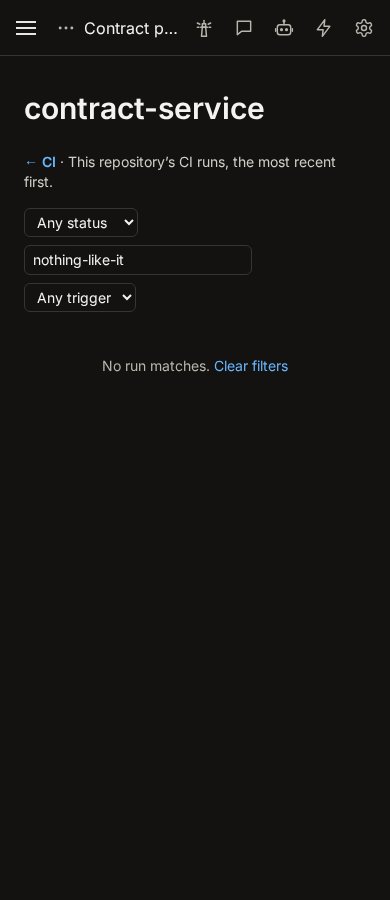 Contract p...
contract-service
← CI · This repository's CI runs, the most recent
first.
Any status
nothing-like-it
Any trigger
No run matches. Clear filters